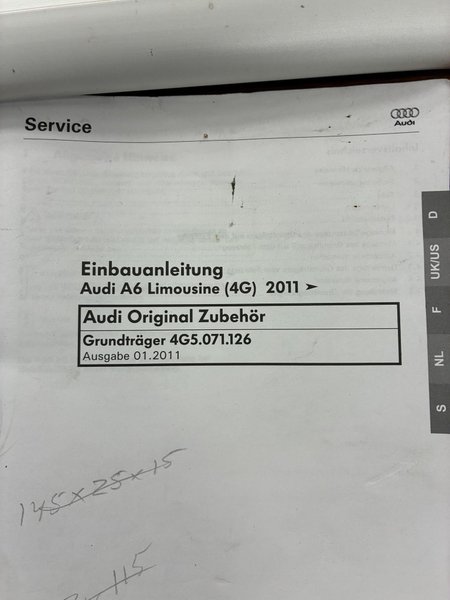 Service
Audi
Einbauanleitung
Audi A6 Limousine (4G) 2011 ➤
Audi Original Zubehör
Grundträger 4G5.071.126
Ausgabe 01.2011
D
UK/US
F
NL
S
145x25x15
115